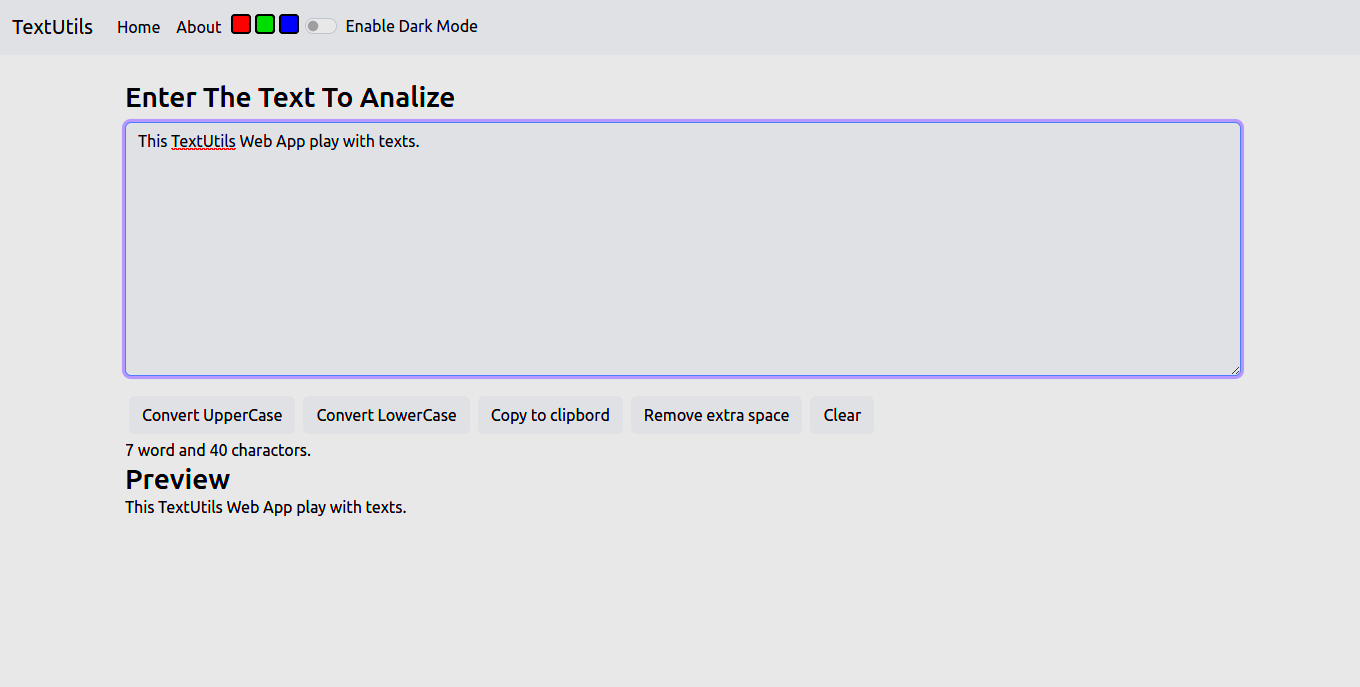 TextUtils Home About Enable Dark Mode
Enter The Text To Analize
This TextUtils Web App play with texts.
Convert UpperCase Convert LowerCase Copy to clipbord Remove extra space Clear
7 word and 40 charactors.
Preview
This TextUtils Web App play with texts.